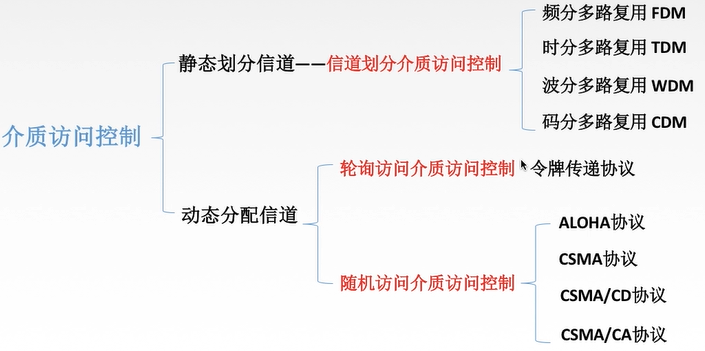 介质访问控制
静态划分信道——信道划分介质访问控制
频分多路复用 FDM
时分多路复用 TDM
波分多路复用 WDM
码分多路复用 CDM
动态分配信道
轮询访问介质访问控制
令牌传递协议
随机访问介质访问控制
ALOHA协议
CSMA协议
CSMA/CD协议
CSMA/CA协议